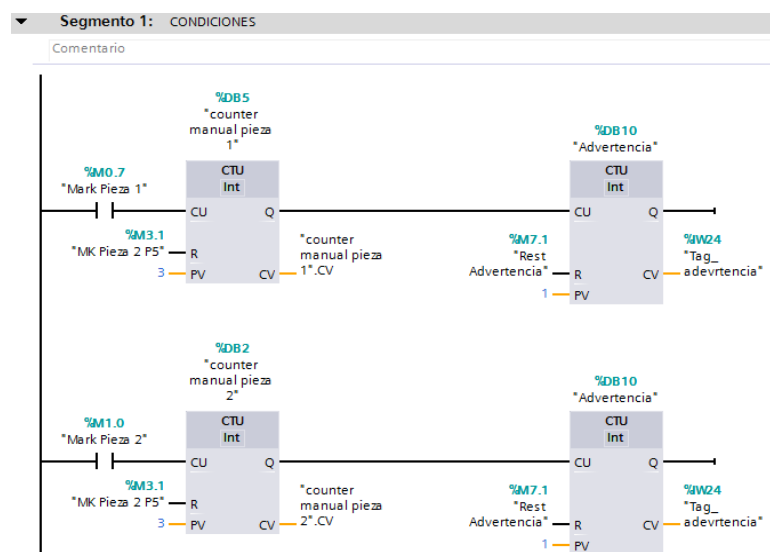 Segmento 1: CONDICIONES
Comentario
%DB5
"counter
manual pieza
1"
%DB10
"Advertencia"
%M0.7
"Mark Pieza 1"
CTU
Int
CTU
Int
CU Q
CU Q
%M3.1
"MK Pieza 2 P5"
R
3
PV CV
"counter
manual pieza
1".CV
%M7.1
"Rest
Advertencia"
R
1
PV
CV
%IW24
"Tag_
adevrtencia"
%DB2
"counter
manual pieza
2"
%DB10
"Advertencia"
%M1.0
"Mark Pieza 2"
CTU
Int
CTU
Int
CU Q
CU Q
%M3.1
"MK Pieza 2 P5"
R
3
PV CV
"counter
manual pieza
2".CV
%M7.1
"Rest
Advertencia"
R
1
PV
CV
%IW24
"Tag_
adevrtencia"